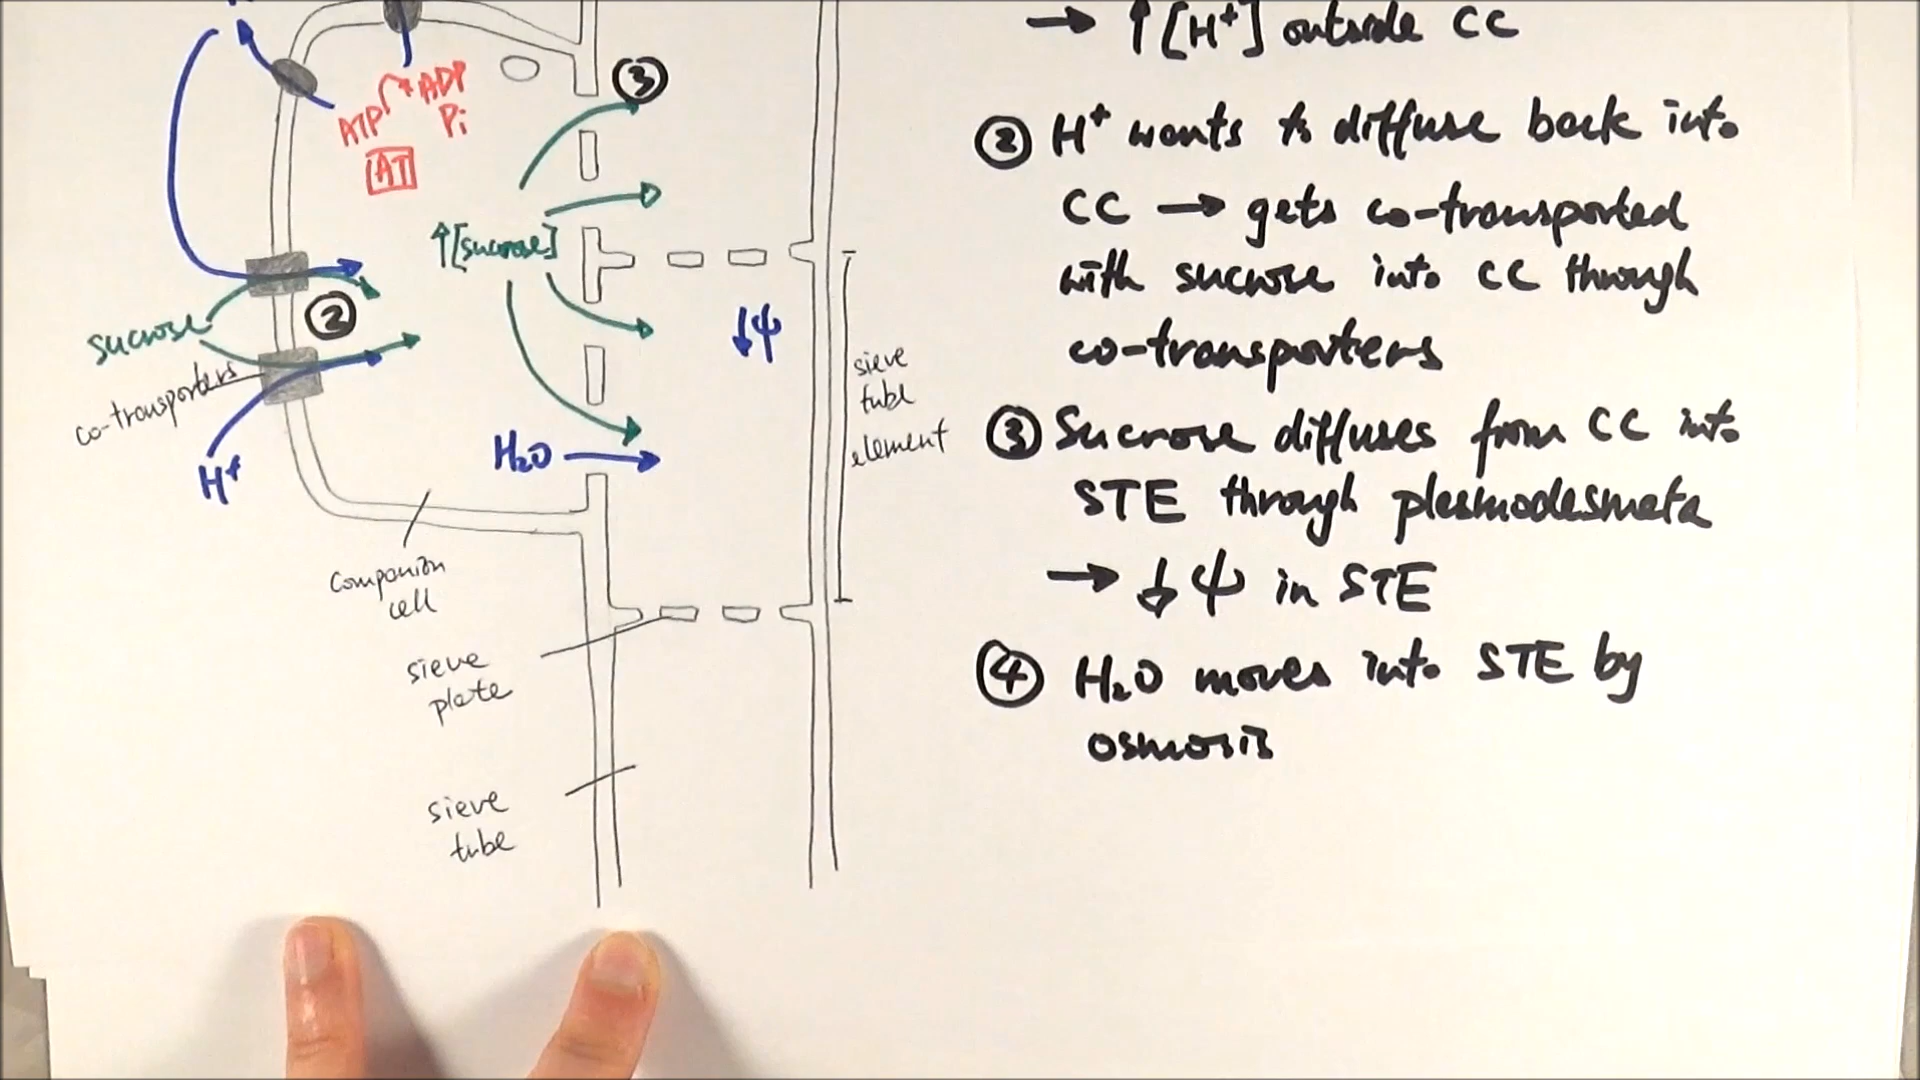 → ↑[H⁺] outside CC
② H⁺ wants to diffuse back into
CC → gets co-transported
with sucrose into CC through
co-transporters
③ Sucrose diffuses from CC into
STE through plasmodesmata
→ ↓ Ψ in STE
④ H₂O moves into STE by
osmosis
ATP → ADP
Pi
AT
③
↑[sucrose]
sucrose
②
co-transporters
H⁺
H₂O
↓Ψ
sieve
tube
element
Companion
cell
sieve
plate
sieve
tube